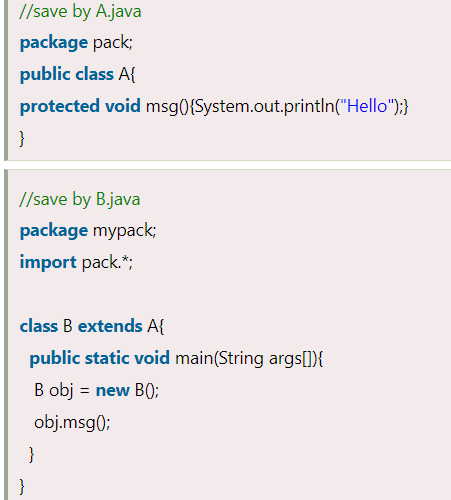 //save by A.java
package pack;
public class A{
protected void msg(){System.out.println("Hello");}
}
//save by B.java
package mypack;
import pack.*;
class B extends A{
public static void main(String args[]){
B obj = new B();
obj.msg();
}
}